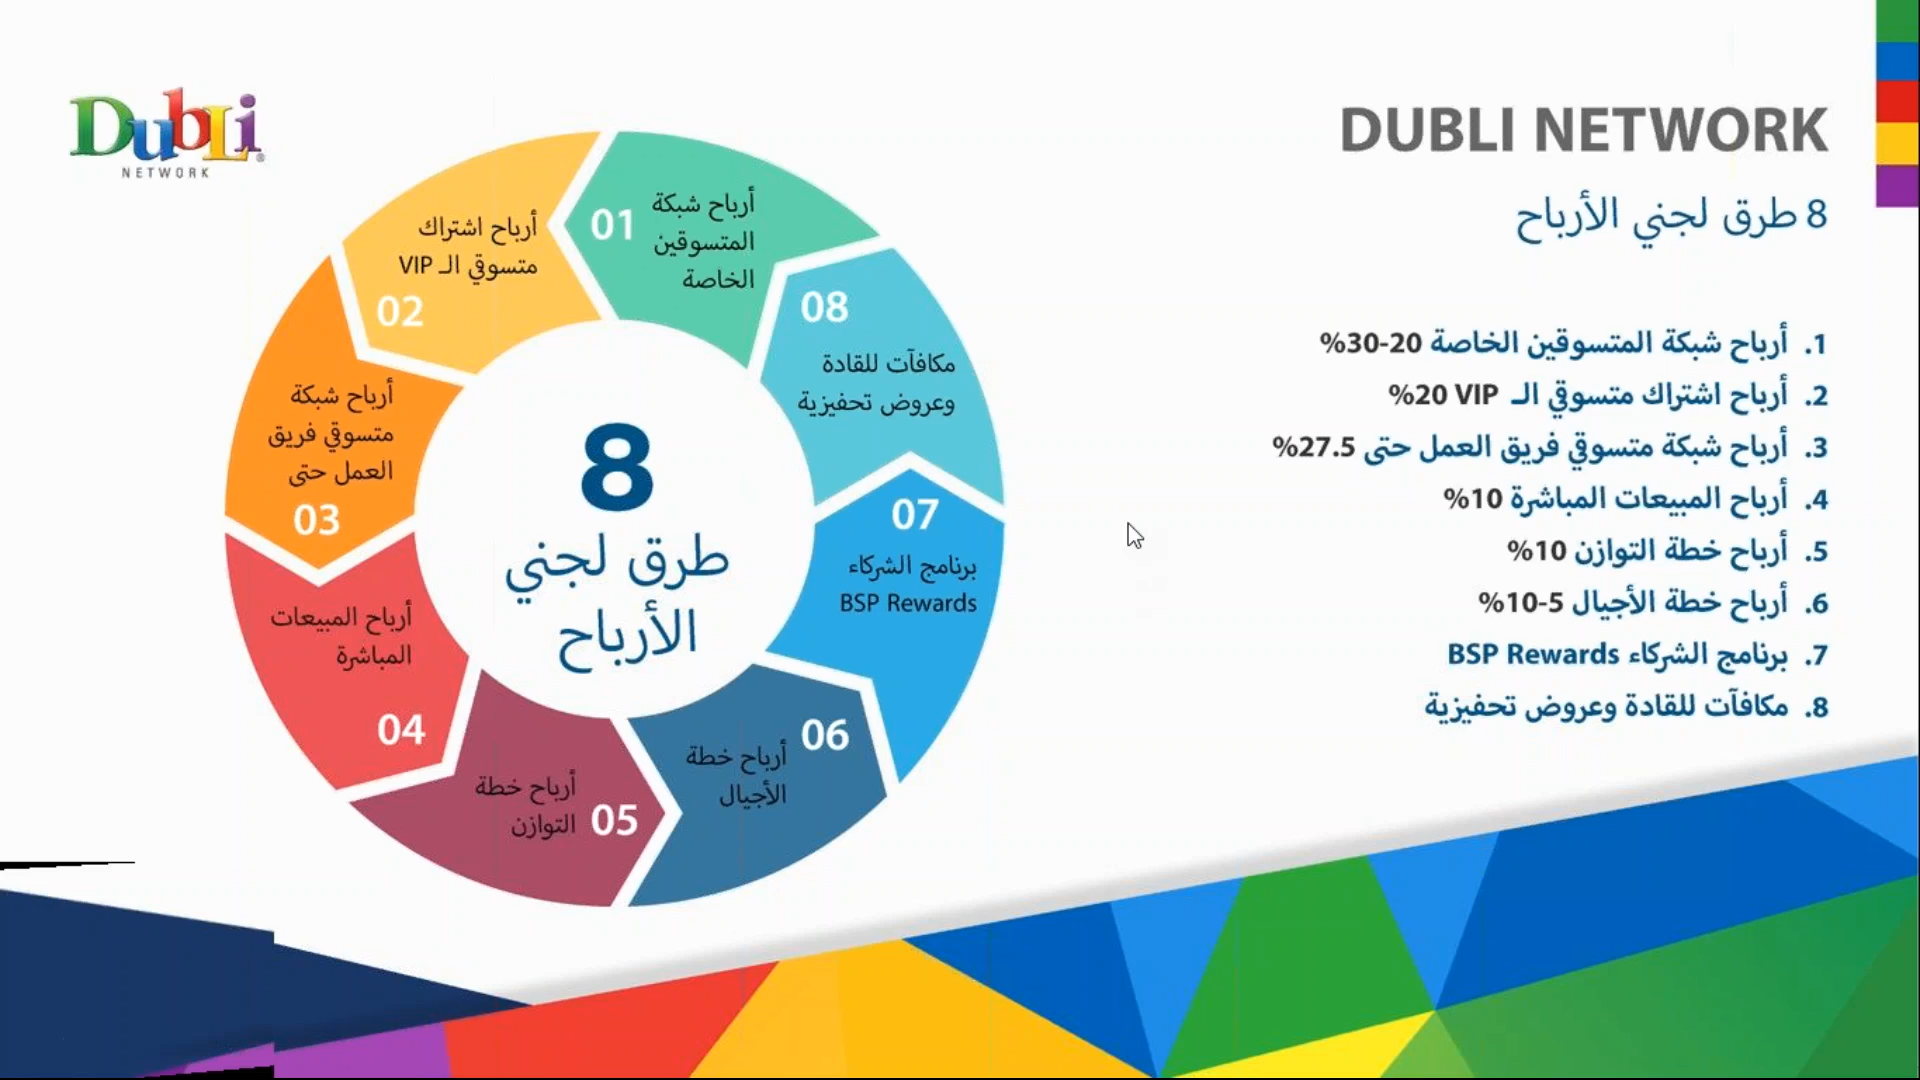 DubLi
NETWORK
DUBLI NETWORK
8 طرق لجني الأرباح
1. أرباح شبكة المتسوقين الخاصة 20-30%
2. أرباح اشتراك متسوقي الـ VIP 20%
3. أرباح شبكة متسوقي فريق العمل حتى 27.5%
4. أرباح المبيعات المباشرة 10%
5. أرباح خطة التوازن 10%
6. أرباح خطة الأجيال 5-10%
7. برنامج الشركاء BSP Rewards
8. مكافآت للقادة وعروض تحفيزية
8
طرق لجني
الأرباح
01
أرباح شبكة
المتسوقين
الخاصة
02
أرباح اشتراك
متسوقي الـ VIP
03
أرباح شبكة
متسوقي فريق
العمل حتى
04
أرباح المبيعات
المباشرة
05
أرباح خطة
التوازن
06
أرباح خطة
الأجيال
07
برنامج الشركاء
BSP Rewards
08
مكافآت للقادة
وعروض تحفيزية